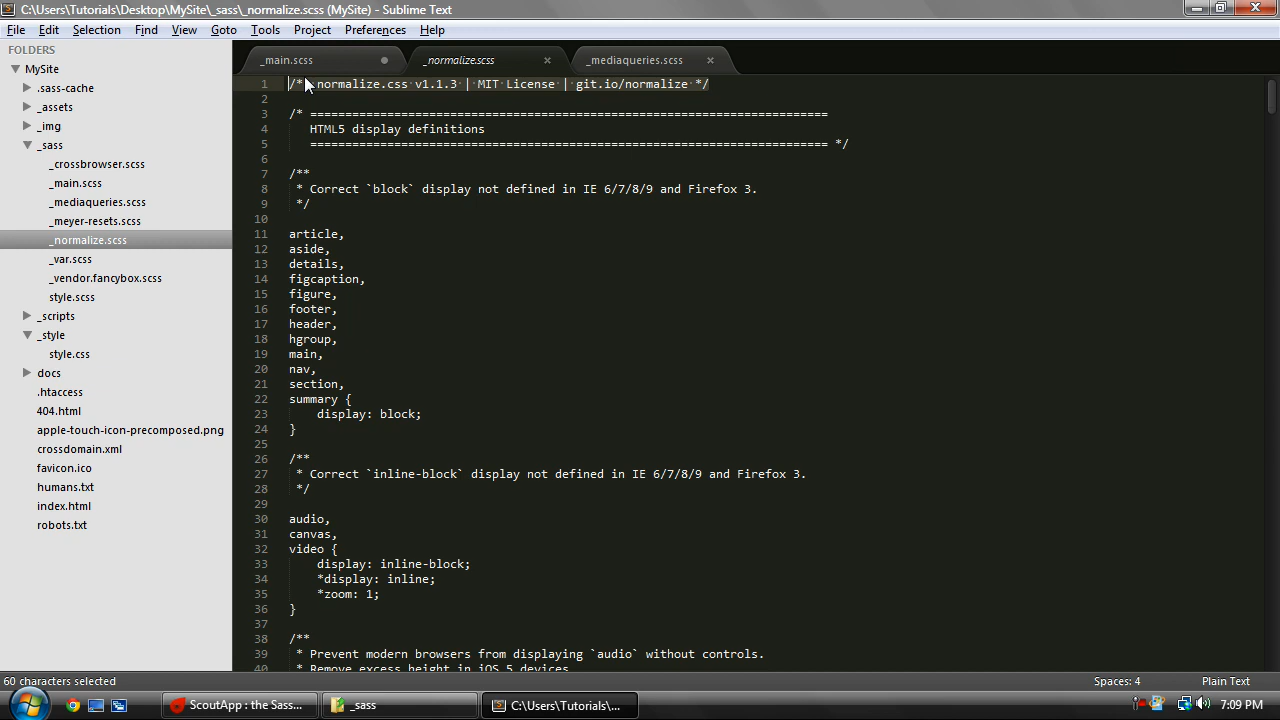 C:\Users\Tutorials\Desktop\MySite\_sass\_normalize.scss (MySite) - Sublime Text
File Edit Selection Find View Goto Tools Project Preferences Help
FOLDERS
MySite
.sass-cache
_assets
_img
_sass
_crossbrowser.scss
_main.scss
_mediaqueries.scss
_meyer-resets.scss
_normalize.scss
_var.scss
_vendor.fancybox.scss
style.scss
_scripts
_style
style.css
docs
.htaccess
404.html
apple-touch-icon-precomposed.png
crossdomain.xml
favicon.ico
humans.txt
index.html
robots.txt
_main.scss _normalize.scss _mediaqueries.scss
1 /*! normalize.css v1.1.3 | MIT License | git.io/normalize */
2
3 /* ==========================================================================
4 HTML5 display definitions
5 ========================================================================== */
6
7 /**
8 * Correct `block` display not defined in IE 6/7/8/9 and Firefox 3.
9 */
10
11 article,
12 aside,
13 details,
14 figcaption,
15 figure,
16 footer,
17 header,
18 hgroup,
19 main,
20 nav,
21 section,
22 summary {
23 display: block;
24 }
25
26 /**
27 * Correct `inline-block` display not defined in IE 6/7/8/9 and Firefox 3.
28 */
29
30 audio,
31 canvas,
32 video {
33 display: inline-block;
34 *display: inline;
35 *zoom: 1;
36 }
37
38 /**
39 * Prevent modern browsers from displaying `audio` without controls.
40 * Remove excess height in iOS 5 devices.
60 characters selected Spaces: 4 Plain Text
ScoutApp : the Sass... _sass C:\Users\Tutorials\... 7:09 PM